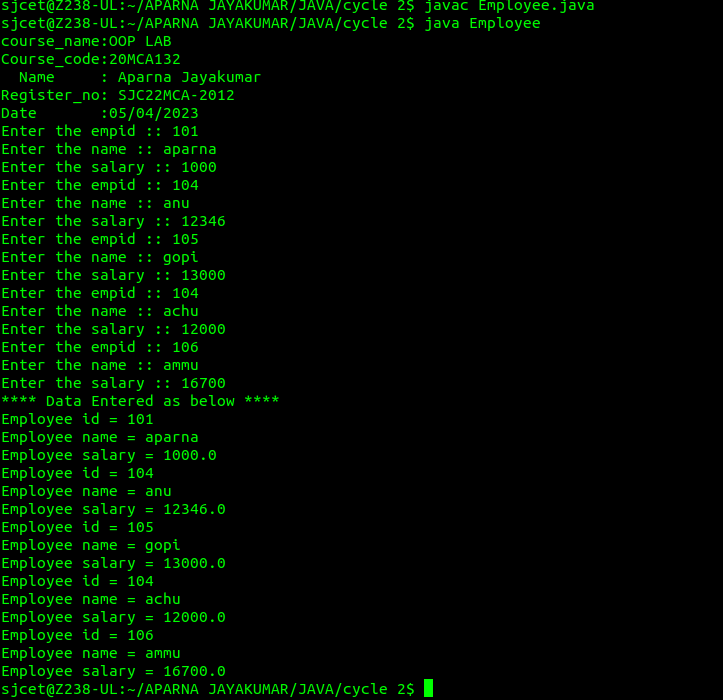 sjcet@Z238-UL:~/APARNA JAYAKUMAR/JAVA/cycle 2$ javac Employee.java
sjcet@Z238-UL:~/APARNA JAYAKUMAR/JAVA/cycle 2$ java Employee
course_name:OOP LAB
Course_code:20MCA132
  Name     : Aparna Jayakumar
Register_no: SJC22MCA-2012
Date       :05/04/2023
Enter the empid :: 101
Enter the name :: aparna
Enter the salary :: 1000
Enter the empid :: 104
Enter the name :: anu
Enter the salary :: 12346
Enter the empid :: 105
Enter the name :: gopi
Enter the salary :: 13000
Enter the empid :: 104
Enter the name :: achu
Enter the salary :: 12000
Enter the empid :: 106
Enter the name :: ammu
Enter the salary :: 16700
**** Data Entered as below ****
Employee id = 101
Employee name = aparna
Employee salary = 1000.0
Employee id = 104
Employee name = anu
Employee salary = 12346.0
Employee id = 105
Employee name = gopi
Employee salary = 13000.0
Employee id = 104
Employee name = achu
Employee salary = 12000.0
Employee id = 106
Employee name = ammu
Employee salary = 16700.0
sjcet@Z238-UL:~/APARNA JAYAKUMAR/JAVA/cycle 2$